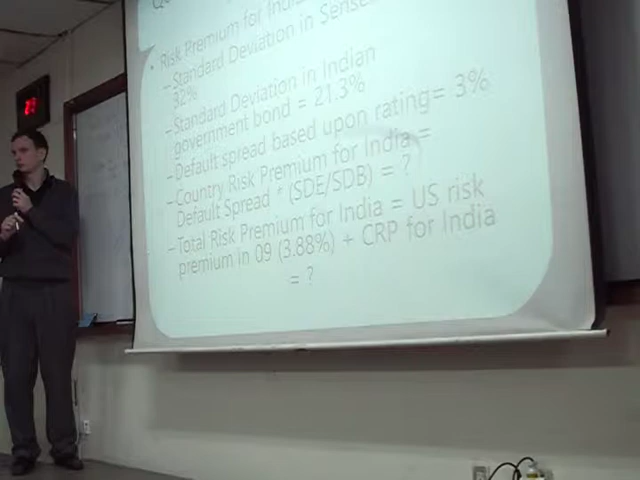 Risk Premium for India
–Standard Deviation in Sensex
32%
–Standard Deviation in Indian
government bond = 21.3%
–Default spread based upon rating= 3%
–Country Risk Premium for India =
Default Spread * (SDE/SDB) = ?
–Total Risk Premium for India = US risk
premium in 09 (3.88%) + CRP for India
= ?